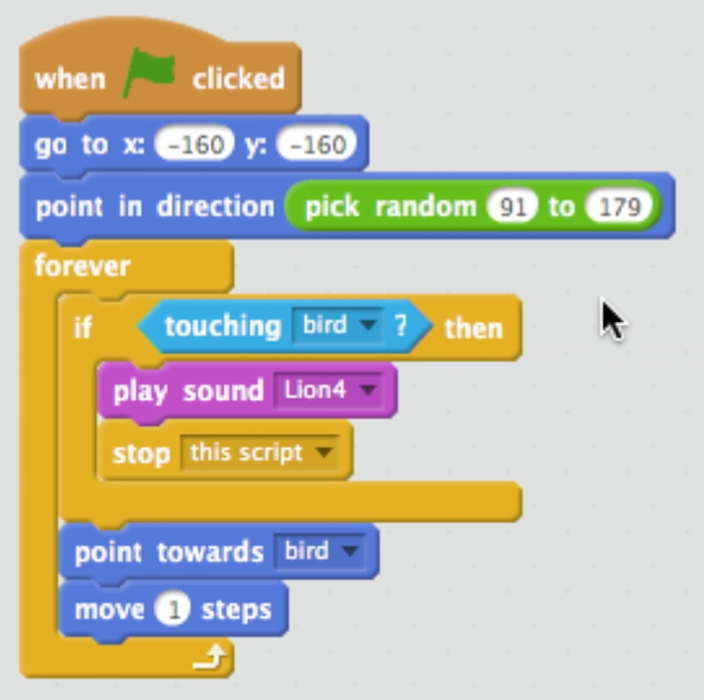 when clicked
go to x: -160 y: -160
point in direction pick random 91 to 179
forever
if touching bird ? then
play sound Lion4
stop this script
point towards bird
move 1 steps